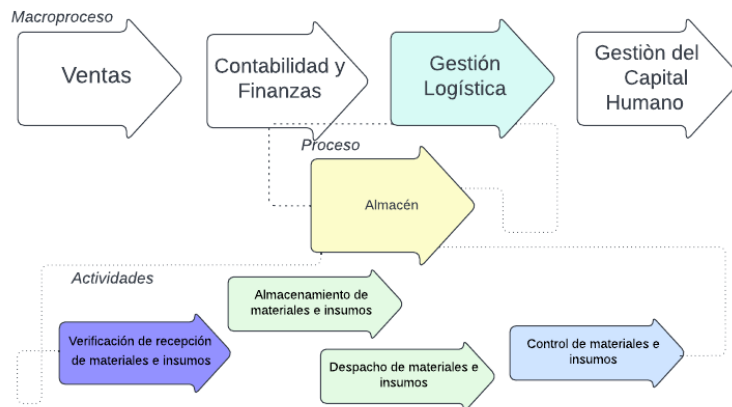 Macroproceso
Ventas
Contabilidad y
Finanzas
Gestión
Logística
Gestiòn del
Capital
Humano
Proceso
Almacén
Actividades
Verificación de recepción
de materiales e insumos
Almacenamiento de
materiales e insumos
Despacho de materiales e
insumos
Control de materiales e
insumos